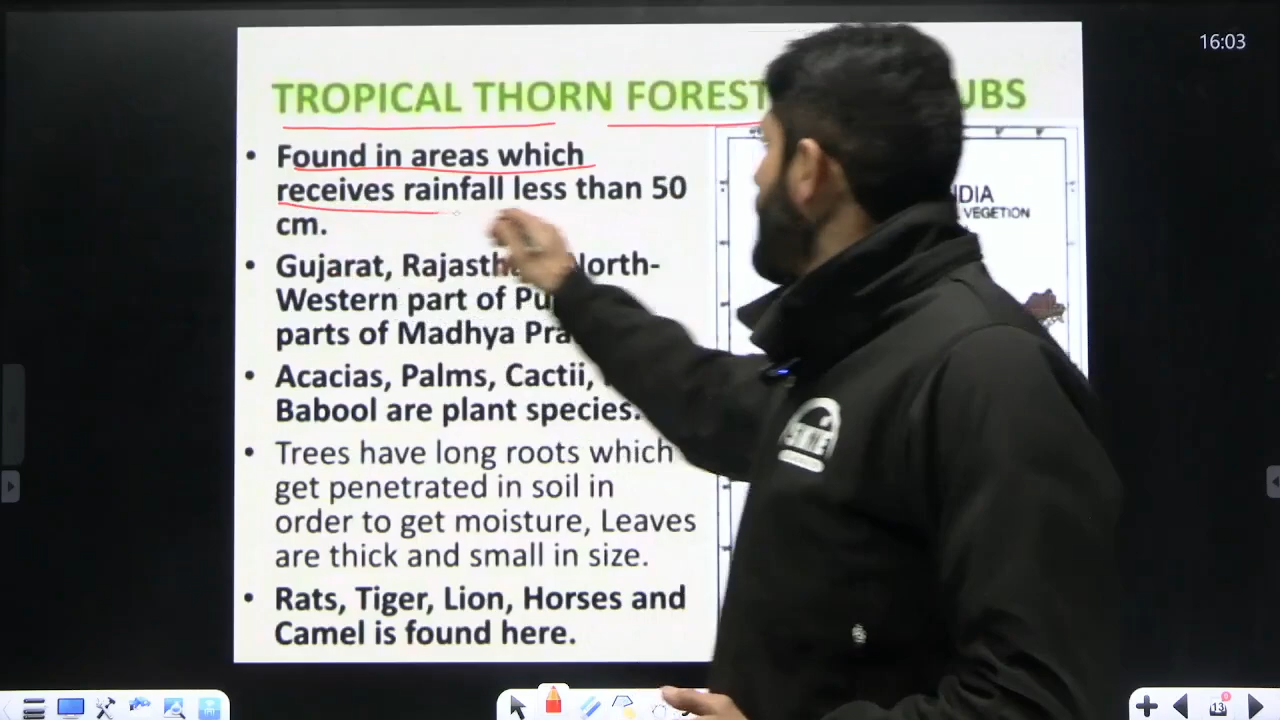 16:03
TROPICAL THORN FOREST UBS
• Found in areas which
receives rainfall less than 50
cm.
• Gujarat, Rajastha North-
Western part of Pu
parts of Madhya Pra
• Acacias, Palms, Cactii,
Babool are plant species.
• Trees have long roots which
get penetrated in soil in
order to get moisture, Leaves
are thick and small in size.
• Rats, Tiger, Lion, Horses and
Camel is found here.
NDIA
VEGETION
13